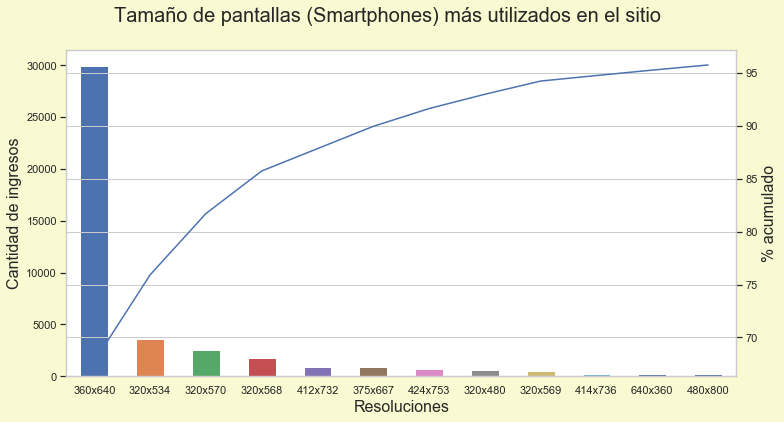 Tamaño de pantallas (Smartphones) más utilizados en el sitio
Cantidad de ingresos
30000
25000
20000
15000
10000
5000
0
95
90
85
80
75
70
% acumulado
360x640 320x534 320x570 320x568 412x732 375x667 424x753 320x480 320x569 414x736 640x360 480x800
Resoluciones